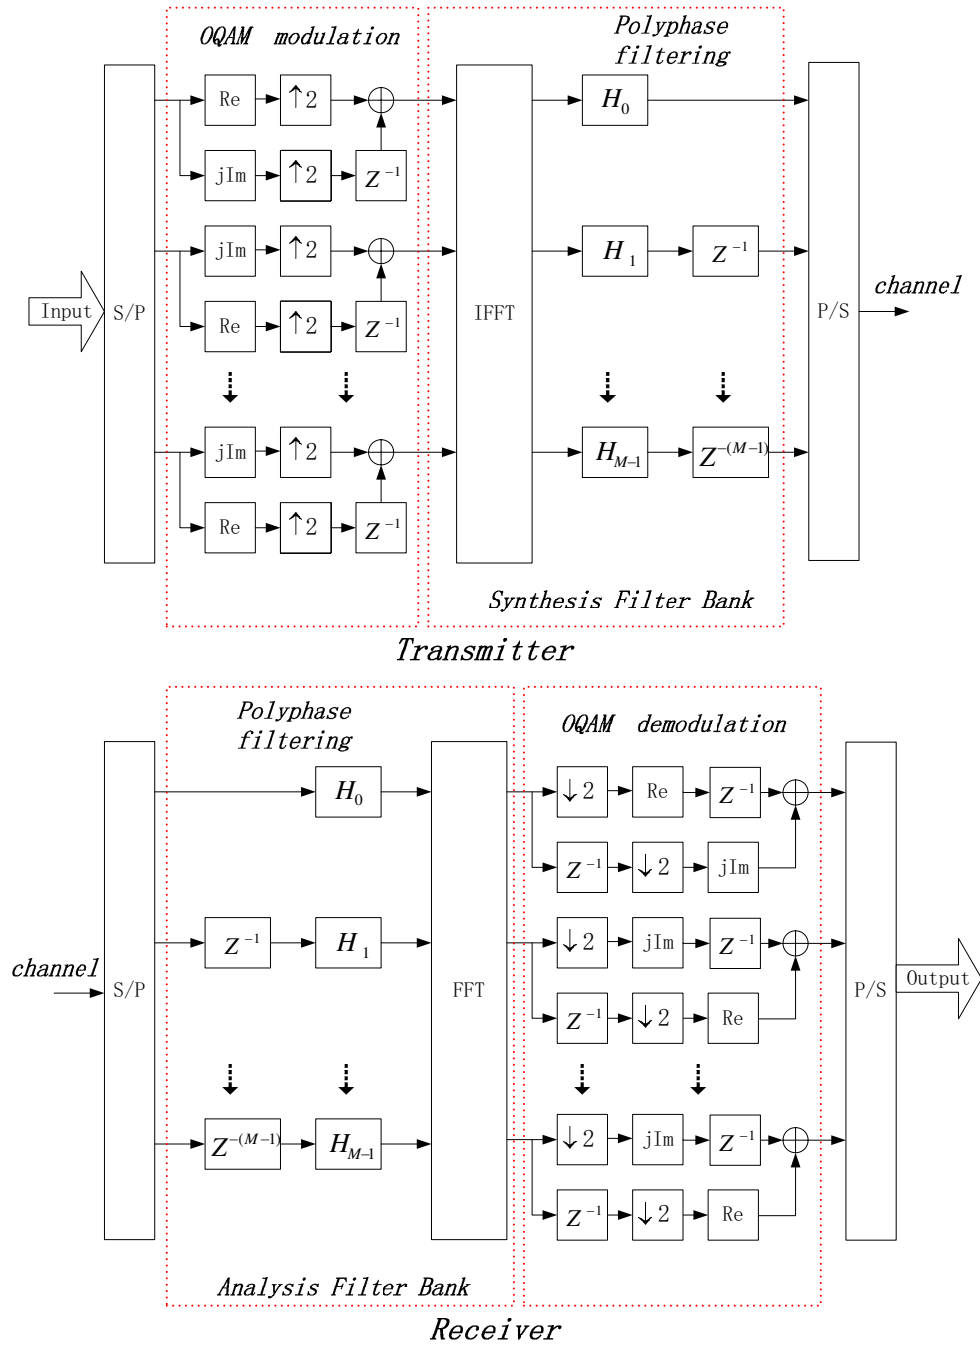 OQAM modulation
Polyphase
filtering
Re ↑2
H₀
jIm ↑2 Z⁻¹
jIm ↑2
H₁ Z⁻¹
channel
Input S/P Re ↑2 Z⁻¹ IFFT P/S
jIm ↑2
H_{M-1} Z^{-(M-1)}
Re ↑2 Z⁻¹
Synthesis Filter Bank
Transmitter
Polyphase
filtering
OQAM demodulation
H₀
↓2 Re Z⁻¹
Z⁻¹ ↓2 jIm
Z⁻¹ H₁
↓2 jIm Z⁻¹
channel
S/P FFT P/S Output
Z⁻¹ ↓2 Re
Z^{-(M-1)} H_{M-1}
↓2 jIm Z⁻¹
Z⁻¹ ↓2 Re
Analysis Filter Bank
Receiver